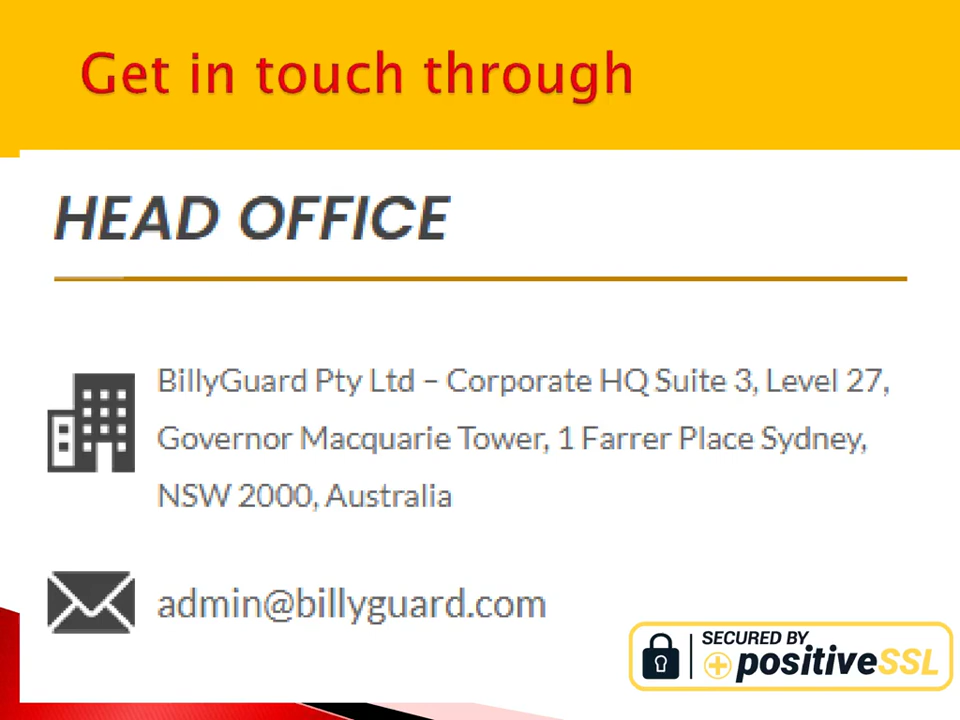 Get in touch through
HEAD OFFICE
BillyGuard Pty Ltd – Corporate HQ Suite 3, Level 27,
Governor Macquarie Tower, 1 Farrer Place Sydney,
NSW 2000, Australia
admin@billyguard.com
SECURED BY
positiveSSL